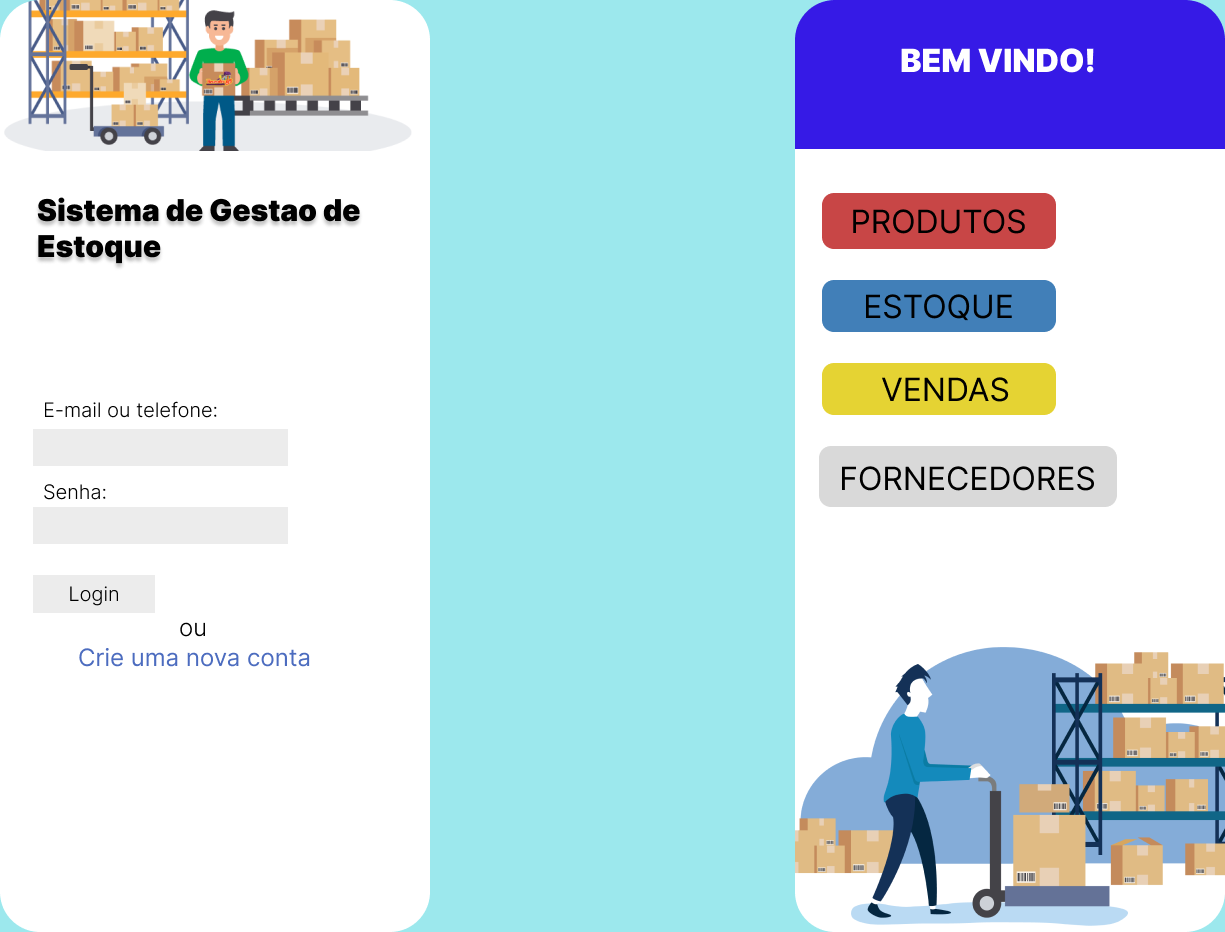 Sistema de Gestao de
Estoque
E-mail ou telefone:
Senha:
Login
ou
Crie uma nova conta
BEM VINDO!
PRODUTOS
ESTOQUE
VENDAS
FORNECEDORES